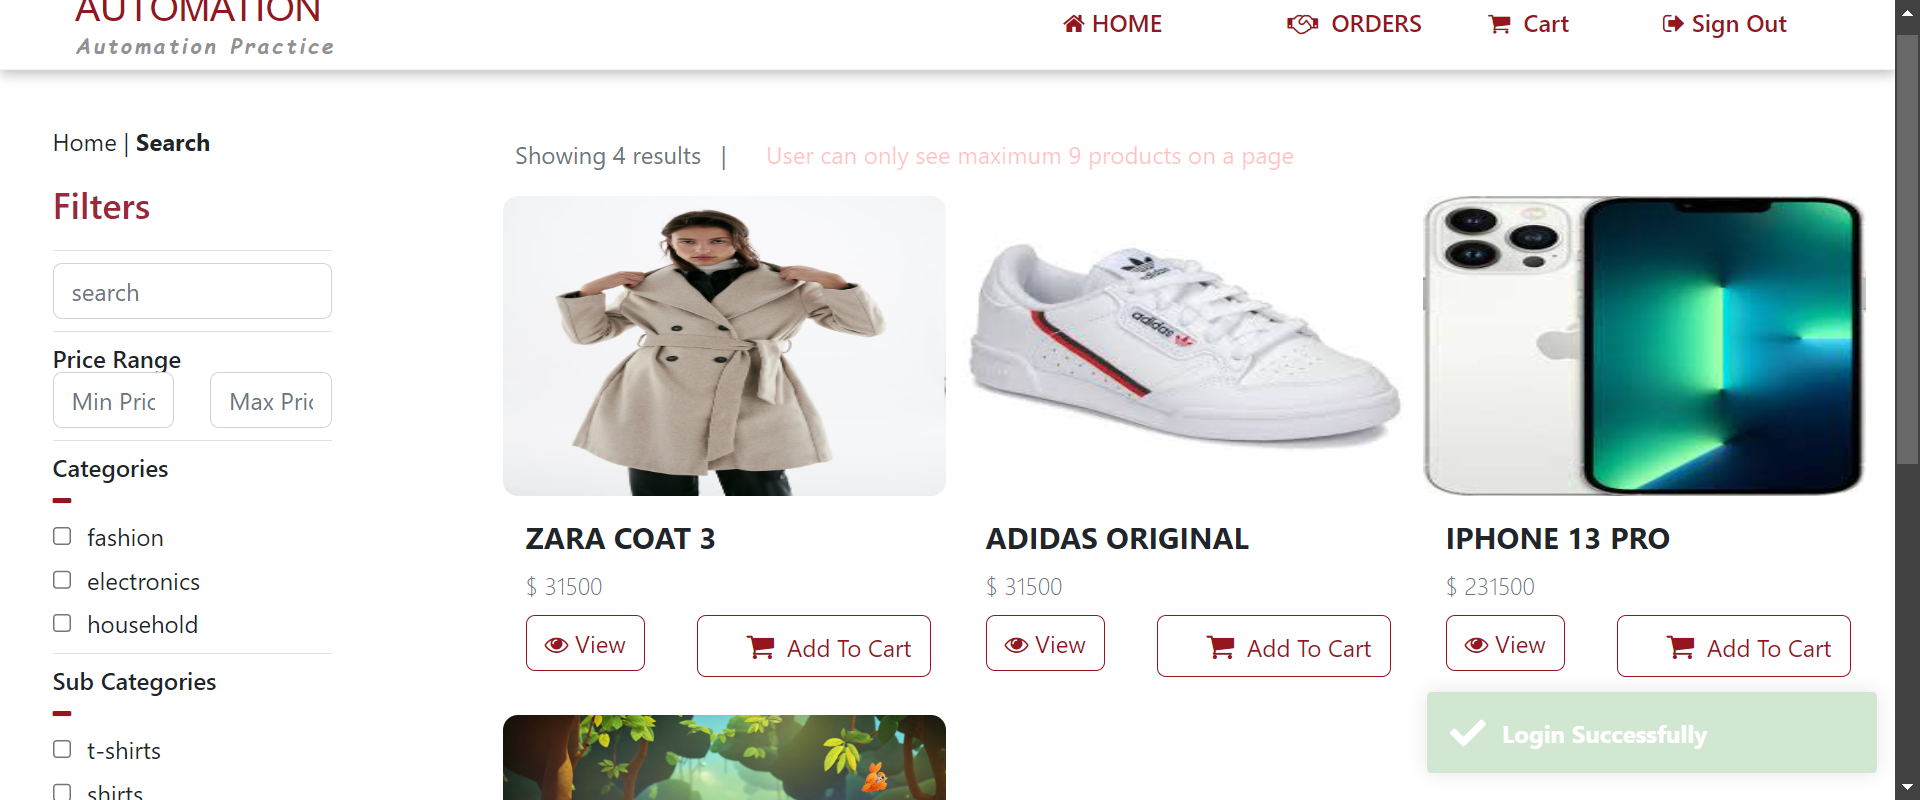 AUTOMATION
Automation Practice
HOME
ORDERS
Cart
Sign Out
Home | Search
Showing 4 results |
User can only see maximum 9 products on a page
Filters
search
Price Range
Min Pric
Max Pric
Categories
fashion
electronics
household
Sub Categories
t-shirts
shirts
adidas
adidas
ZARA COAT 3
$ 31500
View
Add To Cart
ADIDAS ORIGINAL
$ 31500
View
Add To Cart
IPHONE 13 PRO
$ 231500
View
Add To Cart
Login Successfully